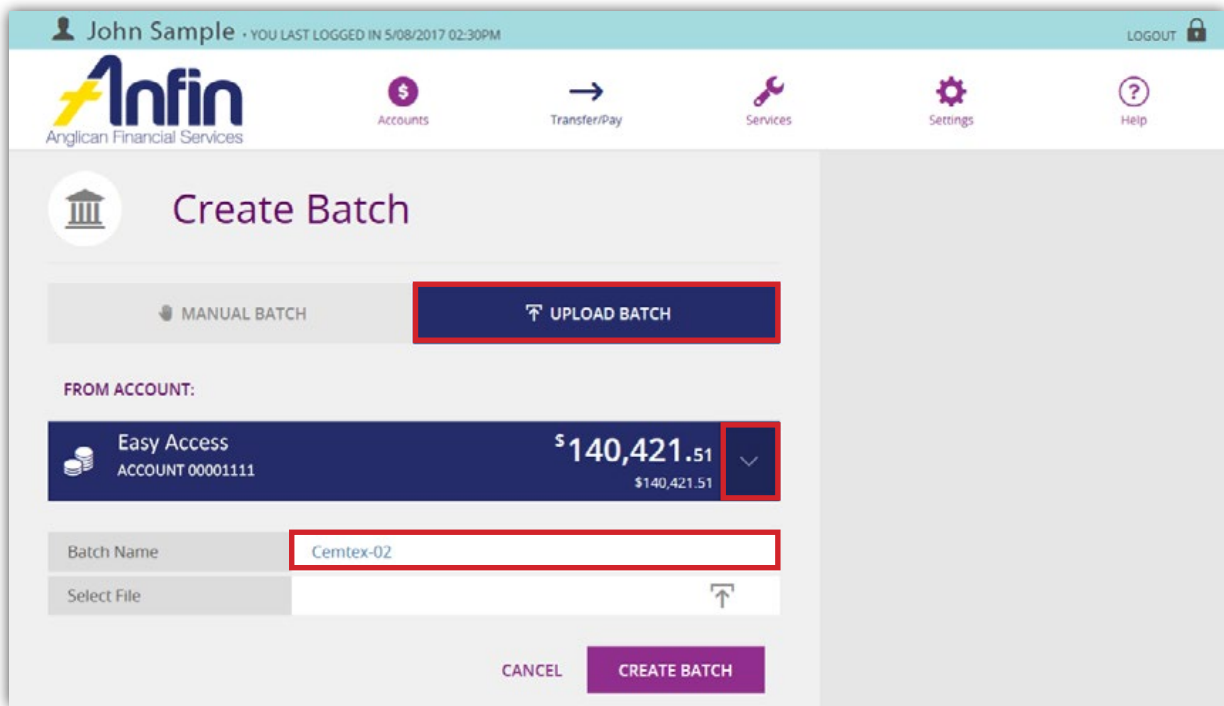 John Sample • YOU LAST LOGGED IN 5/08/2017 02:30PM
LOGOUT
Anfin
Anglican Financial Services
$
Accounts
Transfer/Pay
Services
Settings
?
Help
Create Batch
MANUAL BATCH
UPLOAD BATCH
FROM ACCOUNT:
Easy Access
ACCOUNT 00001111
$140,421.51
$140,421.51
Batch Name
Cemtex-02
Select File
CANCEL
CREATE BATCH